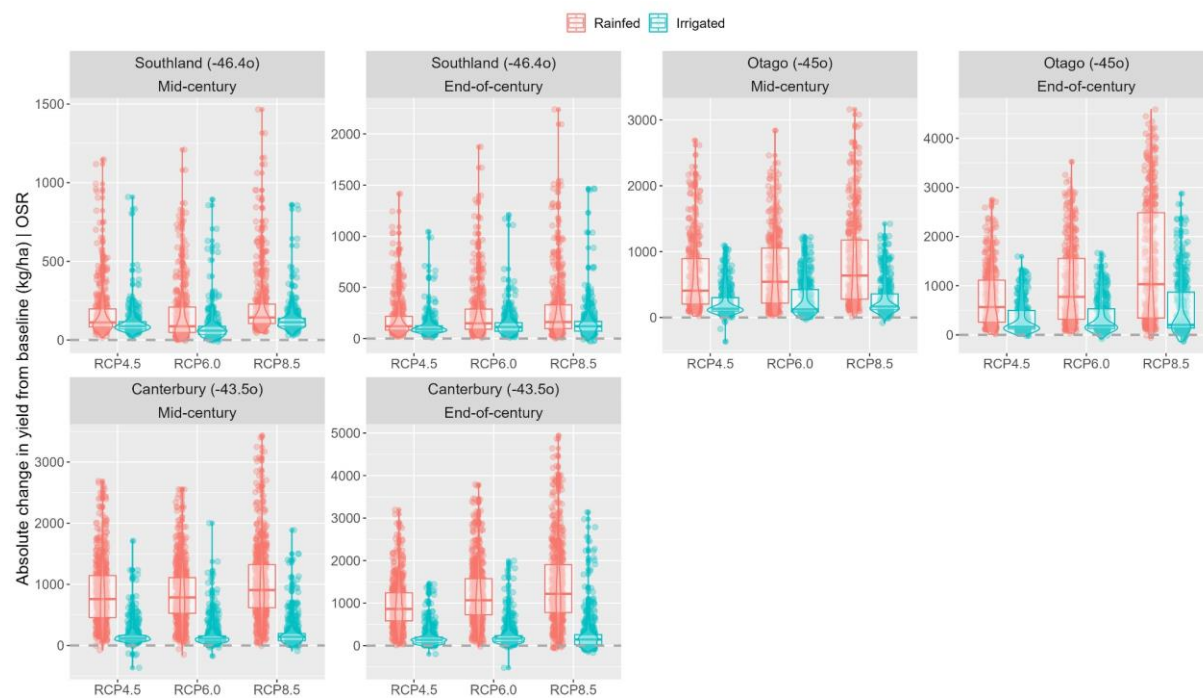 Rainfed Irrigated
Absolute change in yield from baseline (kg/ha) | OSR
Southland (-46.4o)
Mid-century
1500
1000
500
0
RCP4.5 RCP6.0 RCP8.5
Southland (-46.4o)
End-of-century
2000
1500
1000
500
0
RCP4.5 RCP6.0 RCP8.5
Otago (-45o)
Mid-century
3000
2000
1000
0
RCP4.5 RCP6.0 RCP8.5
Otago (-45o)
End-of-century
4000
3000
2000
1000
0
RCP4.5 RCP6.0 RCP8.5
Canterbury (-43.5o)
Mid-century
3000
2000
1000
0
RCP4.5 RCP6.0 RCP8.5
Canterbury (-43.5o)
End-of-century
5000
4000
3000
2000
1000
0
RCP4.5 RCP6.0 RCP8.5